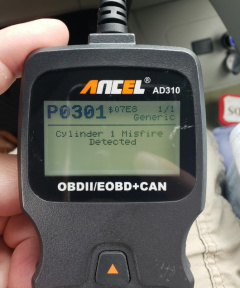 ANCEL®
AD310
P0301 $07E8 1/1
Generic
Cylinder 1 Misfire
Detected
OBDII/EOBD+CAN